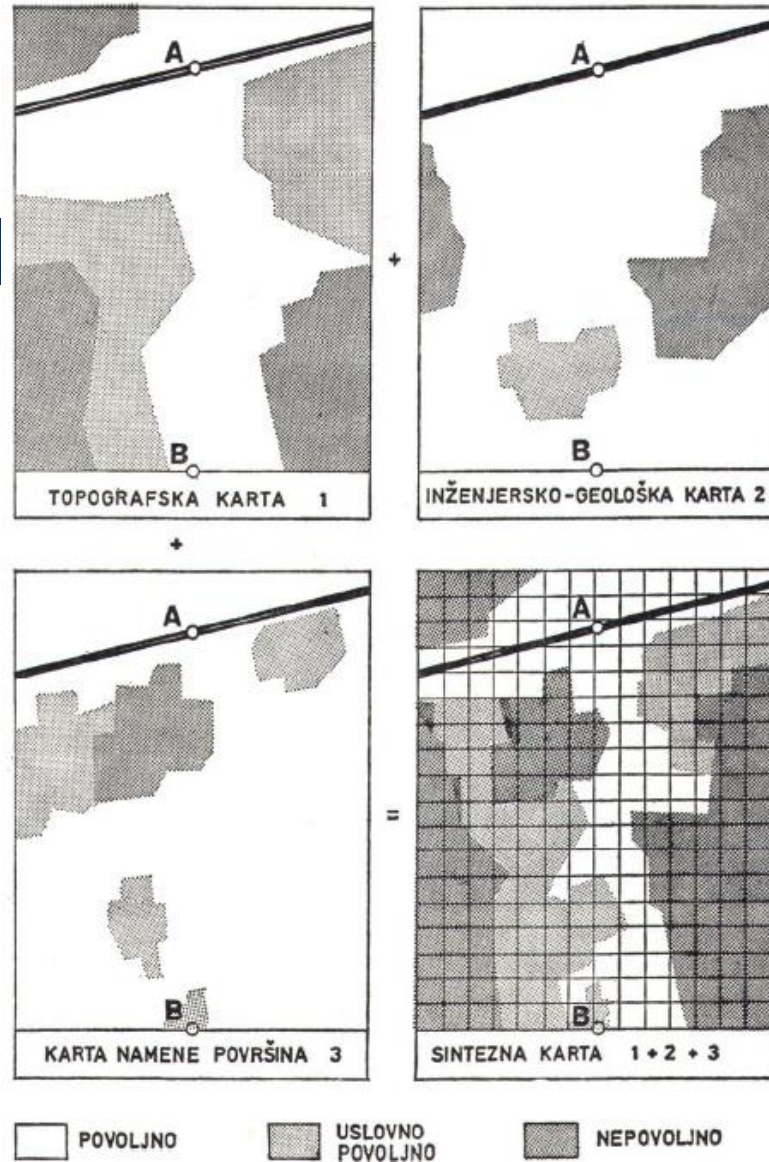 A
A
+
B
B
TOPOGRAFSKA KARTA 1
INŽENJERSKO-GEOLOŠKA KARTA 2
+
A
A
=
B
B
KARTA NAMENE POVRŠINA 3
SINTEZNA KARTA 1 + 2 + 3
POVOLJNO
USLOVNO
POVOLJNO
NEPOVOLJNO